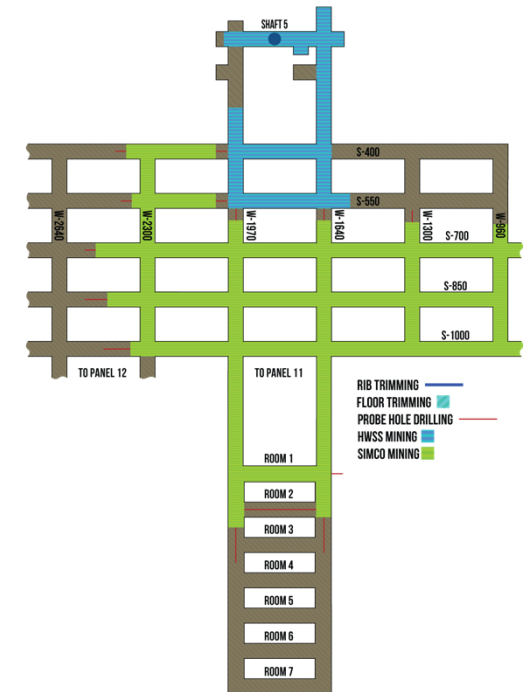 SHAFT 5
S-400
S-550
W-2640
W-2300
W-1970
W-1640
W-1300
W-960
S-700
S-850
S-1000
TO PANEL 12
TO PANEL 11
RIB TRIMMING
FLOOR TRIMMING
PROBE HOLE DRILLING
HWSS MINING
SIMCO MINING
ROOM 1
ROOM 2
ROOM 3
ROOM 4
ROOM 5
ROOM 6
ROOM 7